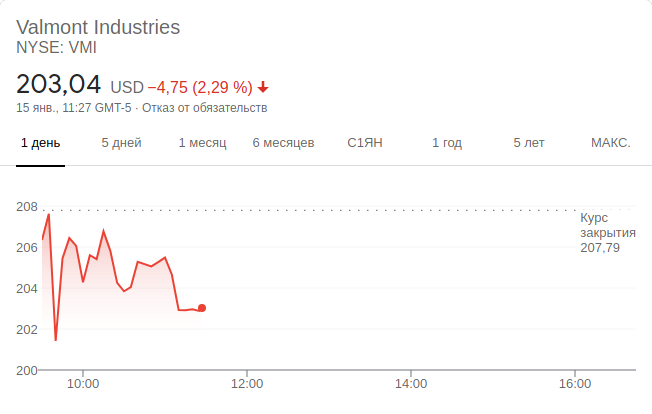 Valmont Industries
NYSE: VMI
203,04 USD −4,75 (2,29 %)
15 янв., 11:27 GMT-5 · Отказ от обязательств
1 день 5 дней 1 месяц 6 месяцев С1ЯН 1 год 5 лет МАКС.
208
Курс
закрытия
207,79
206
204
202
200
10:00 12:00 14:00 16:00